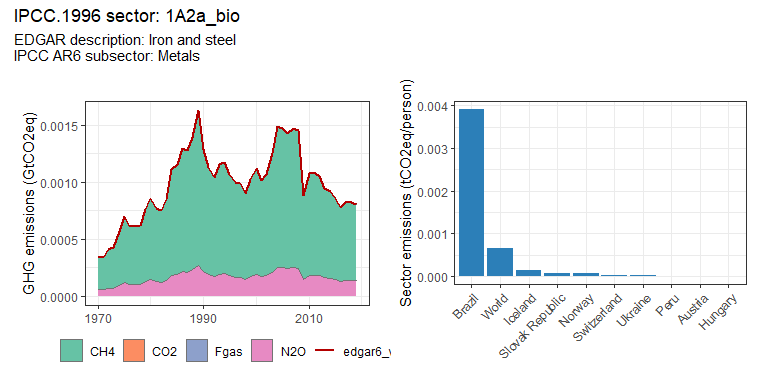 IPCC.1996 sector: 1A2a_bio
EDGAR description: Iron and steel
IPCC AR6 subsector: Metals
GHG emissions (GtCO2eq)
0.0015
0.0010
0.0005
0.0000
1970
1990
2010
CH4
CO2
Fgas
N2O
edgar6_v
Sector emissions (tCO2eq/person)
0.004
0.003
0.002
0.001
0.000
Brazil
World
Iceland
Slovak Republic
Norway
Switzerland
Ukraine
Peru
Austria
Hungary